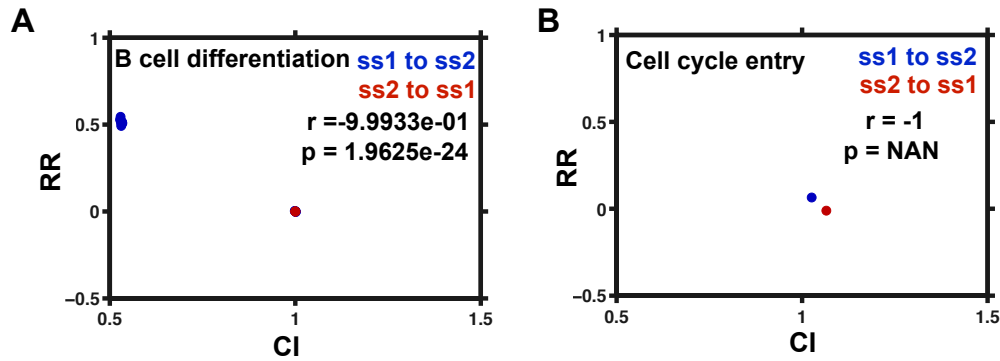 A
B cell differentiation ss1 to ss2
ss2 to ss1
r =-9.9933e-01
p = 1.9625e-24
1
0.5
0
−0.5
RR
0.5
1
1.5
CI
B
Cell cycle entry ss1 to ss2
ss2 to ss1
r = -1
p = NAN
1
0.5
0
−0.5
RR
0.5
1
1.5
CI